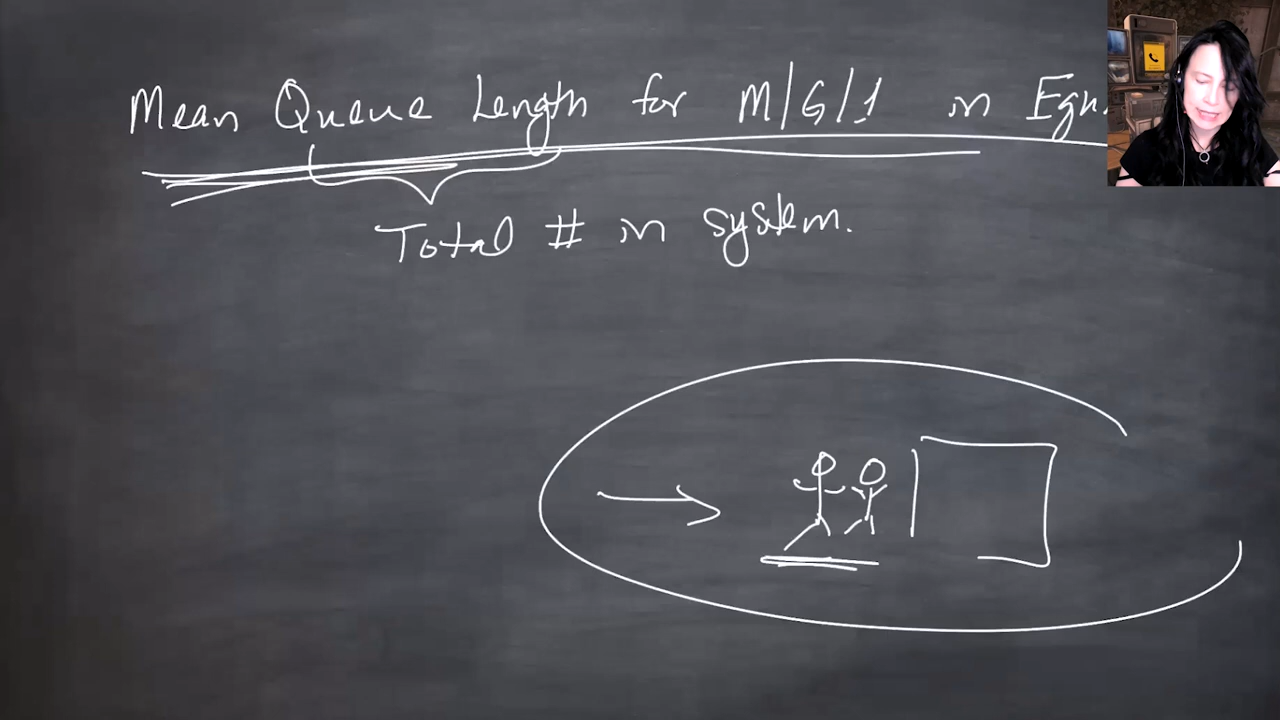 Mean Queue Length for M/G/1 in Eqn.
Total # in system.